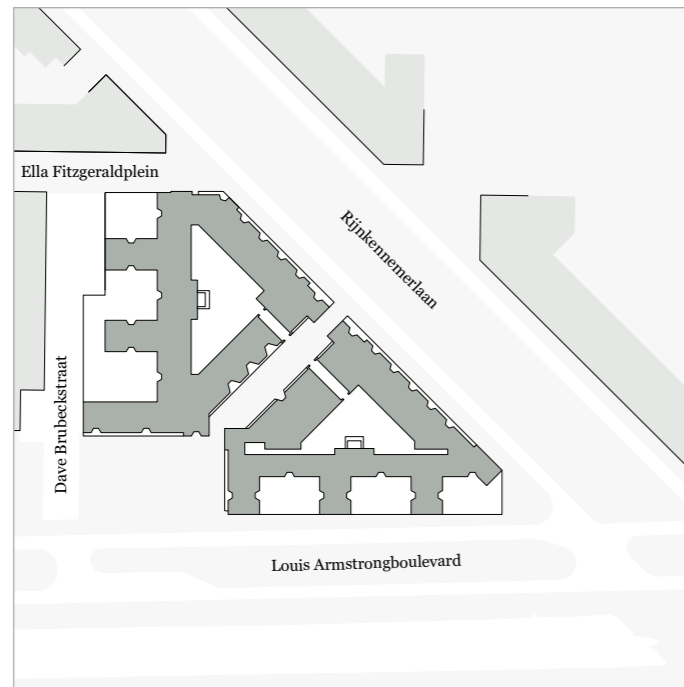 Ella Fitzgeraldplein
Rijnkennemerlaan
Dave Brubeckstraat
Louis Armstrongboulevard